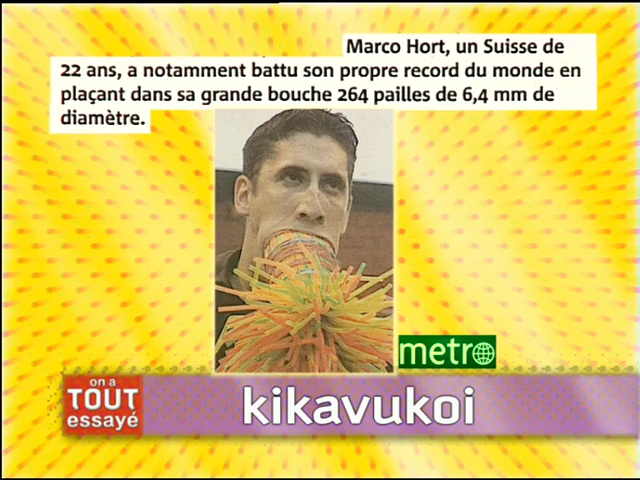 Marco Hort, un Suisse de
22 ans, a notamment battu son propre record du monde en
plaçant dans sa grande bouche 264 pailles de 6,4 mm de
diamètre.
metro
on a
TOUT
essayé
kikavukoi